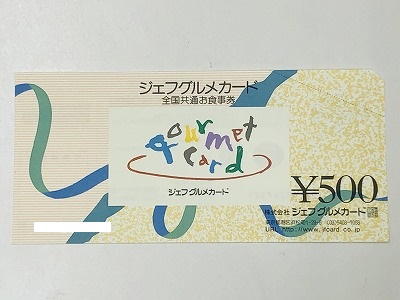 ジェフグルメカード
全国共通お食事券
gourmet
card
ジェフグルメカード
¥500
株式会社 ジェフグルメカード
URL http://www.jfcard.co.jp